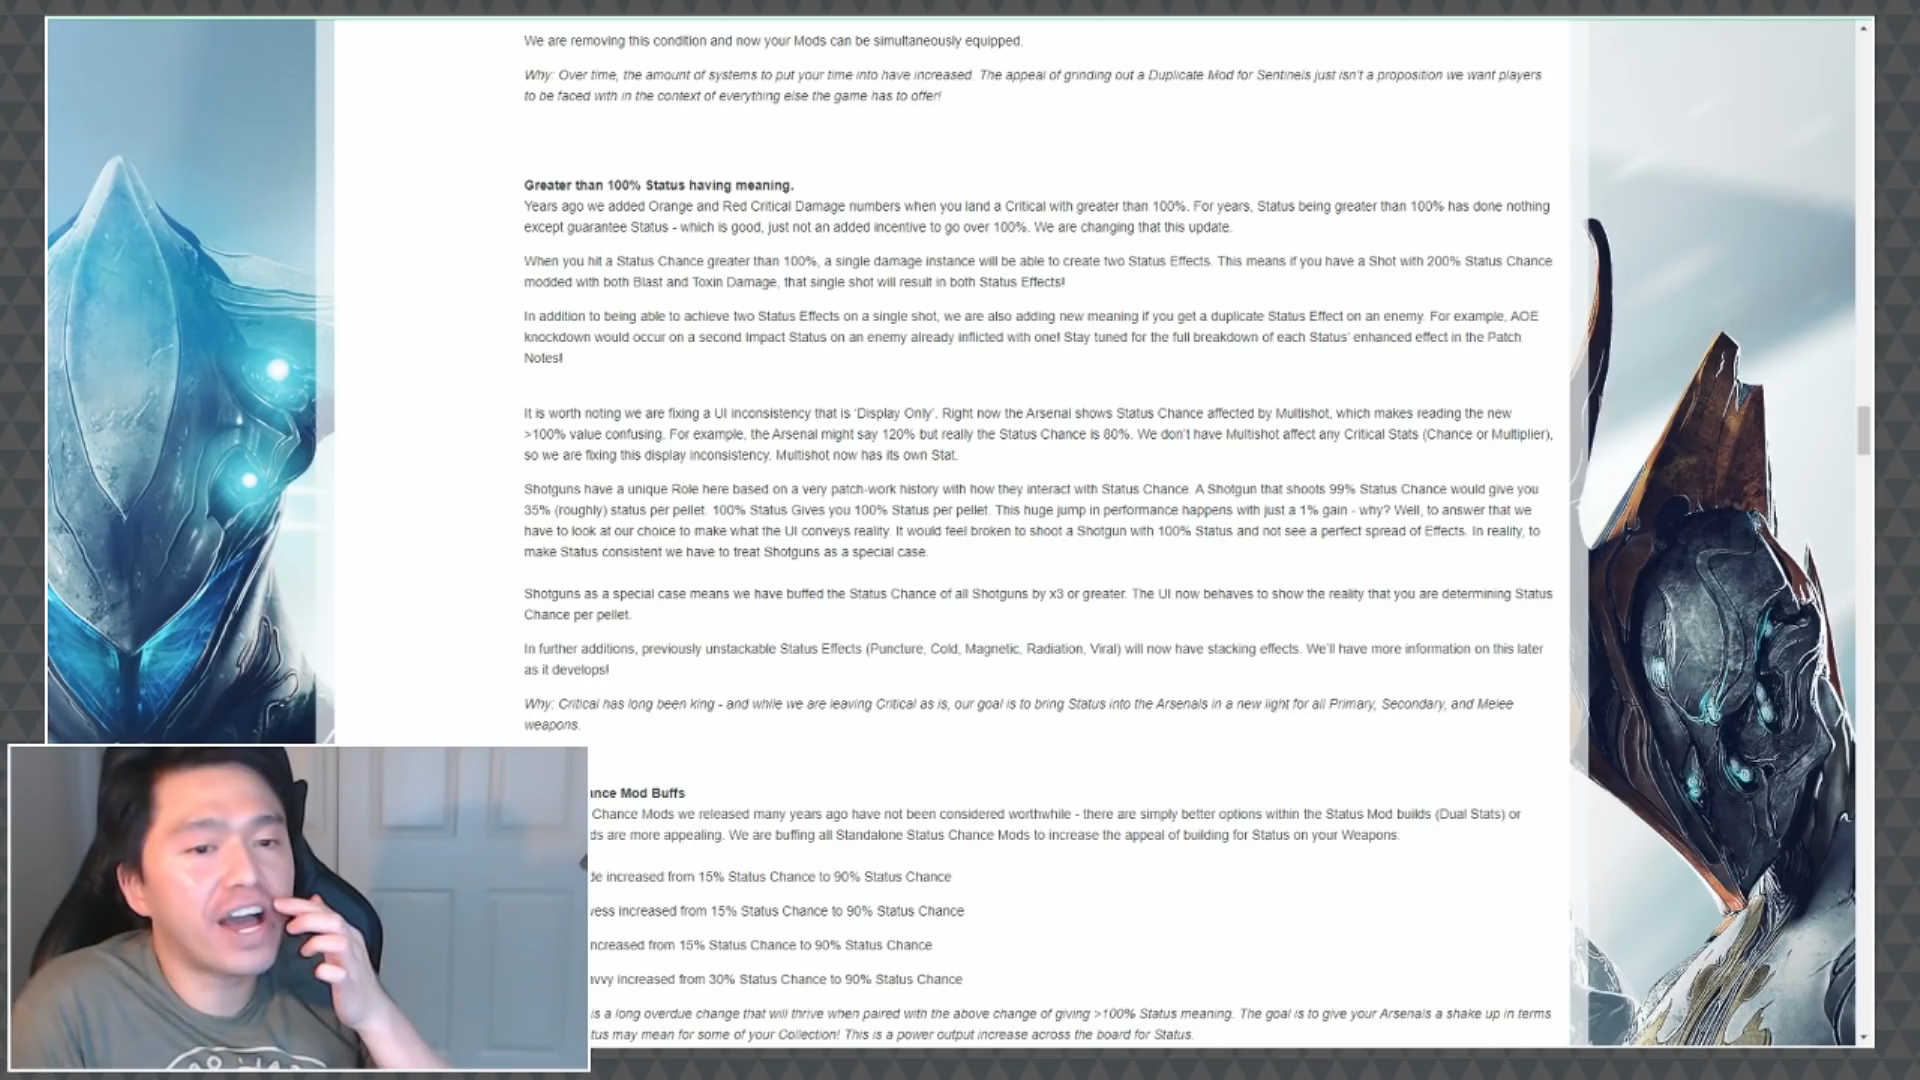 We are removing this condition and now your Mods can be simultaneously equipped.
Why: Over time, the amount of systems to put your time into have increased. The appeal of grinding out a Duplicate Mod for Sentinels just isn't a proposition we want players
to be faced with in the context of everything else the game has to offer!
Greater than 100% Status having meaning.
Years ago we added Orange and Red Critical Damage numbers when you land a Critical with greater than 100%. For years, Status being greater than 100% has done nothing
except guarantee Status - which is good, just not an added incentive to go over 100%. We are changing that this update.
When you hit a Status Chance greater than 100%, a single damage instance will be able to create two Status Effects. This means if you have a Shot with 200% Status Chance
modded with both Blast and Toxin Damage, that single shot will result in both Status Effects!
In addition to being able to achieve two Status Effects on a single shot, we are also adding new meaning if you get a duplicate Status Effect on an enemy. For example, AOE
knockdown would occur on a second Impact Status on an enemy already inflicted with one! Stay tuned for the full breakdown of each Status' enhanced effect in the Patch
Notes!
It is worth noting we are fixing a UI inconsistency that is 'Display Only'. Right now the Arsenal shows Status Chance affected by Multishot, which makes reading the new
>100% value confusing. For example, the Arsenal might say 120% but really the Status Chance is 80%. We don't have Multishot affect any Critical Stats (Chance or Multiplier),
so we are fixing this display inconsistency. Multishot now has its own Stat.
Shotguns have a unique Role here based on a very patch-work history with how they interact with Status Chance. A Shotgun that shoots 99% Status Chance would give you
35% (roughly) status per pellet. 100% Status Gives you 100% Status per pellet. This huge jump in performance happens with just a 1% gain - why? Well, to answer that we
have to look at our choice to make what the UI conveys reality. It would feel broken to shoot a Shotgun with 100% Status and not see a perfect spread of Effects. In reality, to
make Status consistent we have to treat Shotguns as a special case.
Shotguns as a special case means we have buffed the Status Chance of all Shotguns by x3 or greater. The UI now behaves to show the reality that you are determining Status
Chance per pellet.
In further additions, previously unstackable Status Effects (Puncture, Cold, Magnetic, Radiation, Viral) will now have stacking effects. We'll have more information on this later
as it develops!
Why: Critical has long been king - and while we are leaving Critical as is, our goal is to bring Status into the Arsenals in a new light for all Primary, Secondary, and Melee
weapons.
ance Mod Buffs
Chance Mods we released many years ago have not been considered worthwhile - there are simply better options within the Status Mod builds (Dual Stats) or
ds are more appealing. We are buffing all Standalone Status Chance Mods to increase the appeal of building for Status on your Weapons.
de increased from 15% Status Chance to 90% Status Chance
ess increased from 15% Status Chance to 90% Status Chance
ncreased from 15% Status Chance to 90% Status Chance
vvy increased from 30% Status Chance to 90% Status Chance
is a long overdue change that will thrive when paired with the above change of giving >100% Status meaning. The goal is to give your Arsenals a shake up in terms
tus may mean for some of your Collection! This is a power output increase across the board for Status.